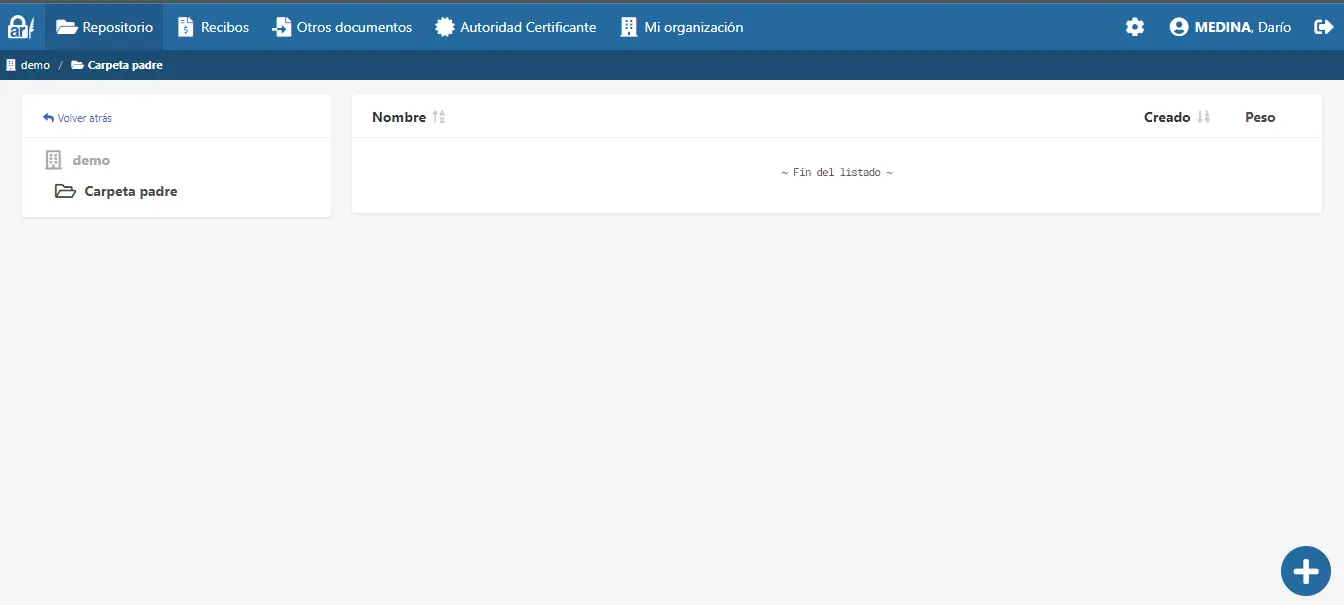 ar
Repositorio
Recibos
Otros documentos
Autoridad Certificante
Mi organización
MEDINA, Darío
demo / Carpeta padre
Volver atrás
demo
Carpeta padre
Nombre
Creado
Peso
~ Fin del listado ~